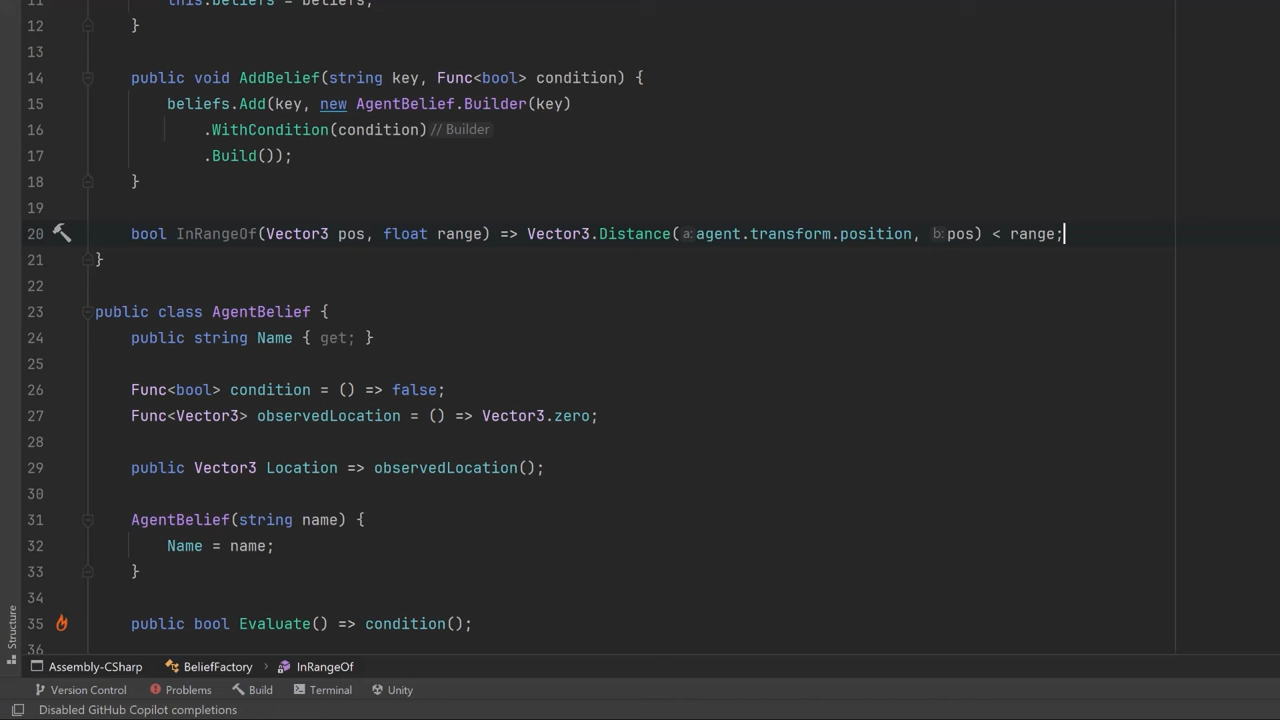 11 this.beliefs = beliefs;
12 }
13
14 public void AddBelief(string key, Func<bool> condition) {
15 beliefs.Add(key, new AgentBelief.Builder(key)
16 .WithCondition(condition) // Builder
17 .Build());
18 }
19
20 bool InRangeOf(Vector3 pos, float range) => Vector3.Distance(a:agent.transform.position, b:pos) < range;
21 }
22
23 public class AgentBelief {
24 public string Name { get; }
25
26 Func<bool> condition = () => false;
27 Func<Vector3> observedLocation = () => Vector3.zero;
28
29 public Vector3 Location => observedLocation();
30
31 AgentBelief(string name) {
32 Name = name;
33 }
34
35 public bool Evaluate() => condition();
36
Structure
Assembly-CSharp > BeliefFactory > InRangeOf
Version Control Problems Build Terminal Unity
Disabled GitHub Copilot completions